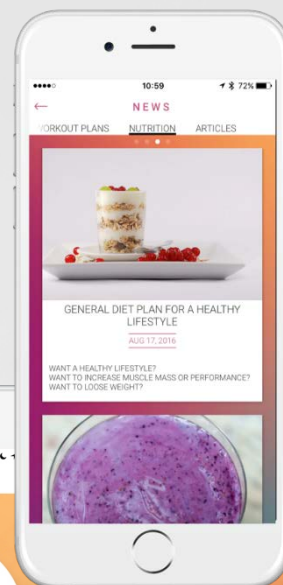 10:59
72%
NEWS
WORKOUT PLANS NUTRITION ARTICLES
GENERAL DIET PLAN FOR A HEALTHY
LIFESTYLE
AUG 17, 2016
WANT A HEALTHY LIFESTYLE?
WANT TO INCREASE MUSCLE MASS OR PERFORMANCE?
WANT TO LOOSE WEIGHT?